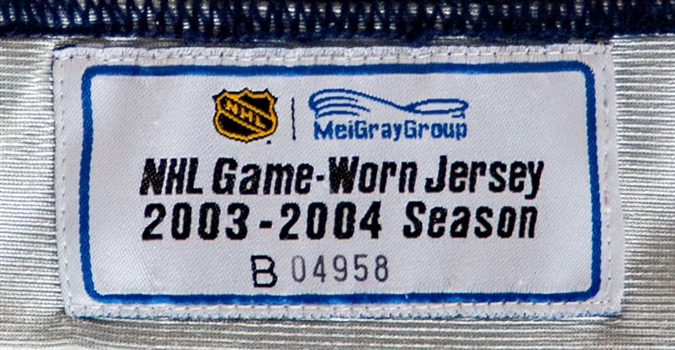 NHL
MeiGrayGroup
NHL Game-Worn Jersey
2003-2004 Season
B 04958